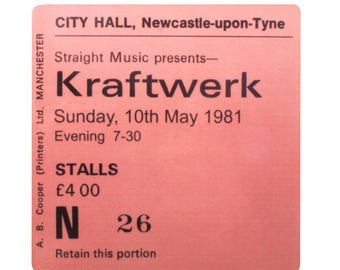 CITY HALL, Newcastle-upon-Tyne
Straight Music presents—
Kraftwerk
Sunday, 10th May 1981
Evening 7-30
STALLS
£4 00
N 26
Retain this portion
A. B. Cooper (Printers) Ltd, MANCHESTER